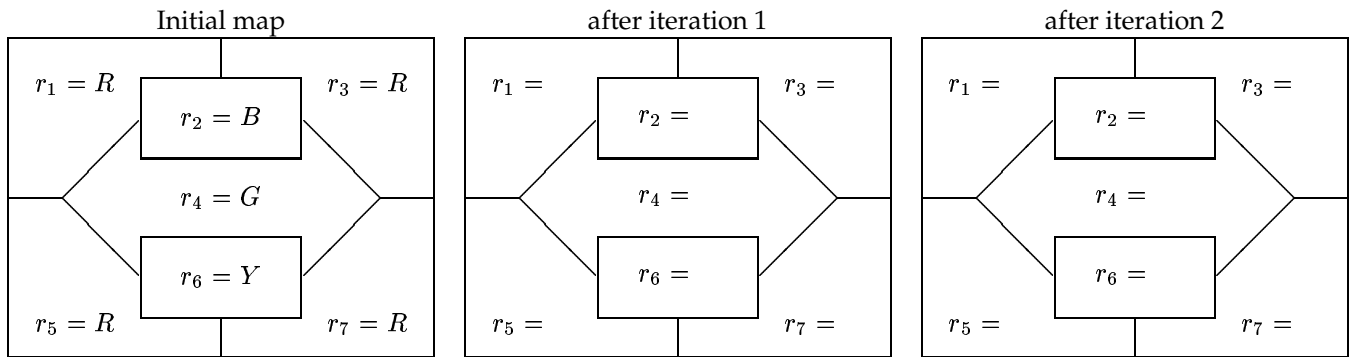 Initial map after iteration 1 after iteration 2
r₁ = R r₃ = R r₁ = r₃ = r₁ = r₃ =
r₂ = B r₂ = r₂ =
r₄ = G r₄ = r₄ =
r₆ = Y r₆ = r₆ =
r₅ = R r₇ = R r₅ = r₇ = r₅ = r₇ =